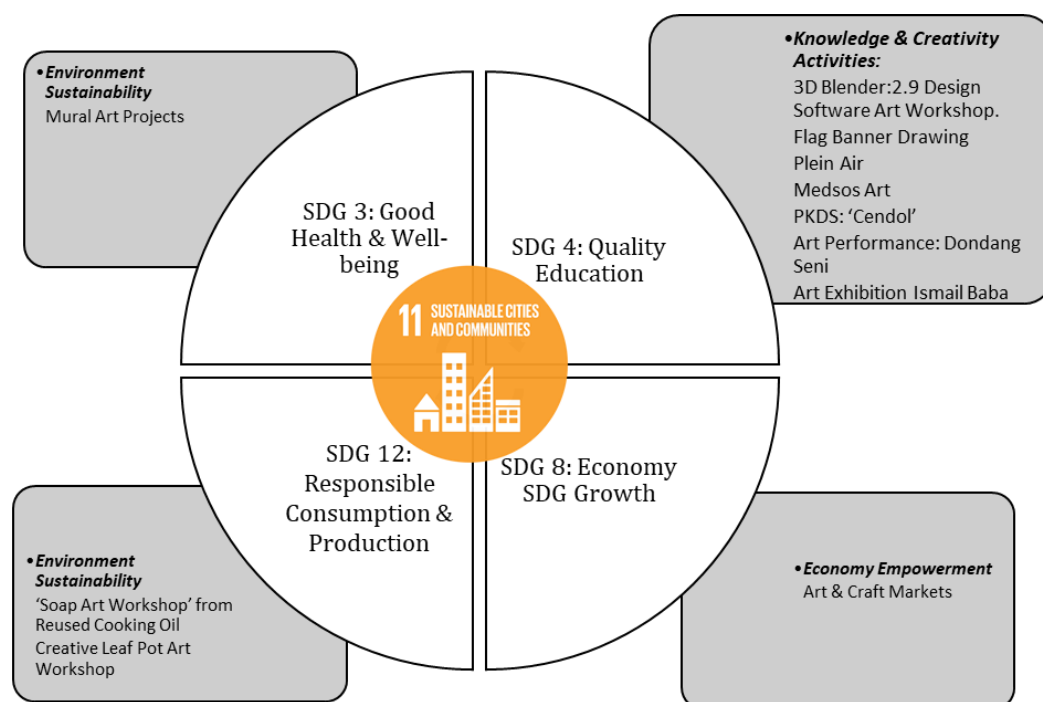 •Environment
Sustainability
Mural Art Projects
•Knowledge & Creativity
Activities:
3D Blender:2.9 Design
Software Art Workshop.
Flag Banner Drawing
Plein Air
Medsos Art
PKDS: ‘Cendol’
Art Performance: Dondang
Seni
Art Exhibition Ismail Baba
SDG 3: Good
Health & Well-
being
SDG 4: Quality
Education
11 SUSTAINABLE CITIES
AND COMMUNITIES
SDG 12:
Responsible
Consumption &
Production
SDG 8: Economy
SDG Growth
•Environment
Sustainability
‘Soap Art Workshop’ from
Reused Cooking Oil
Creative Leaf Pot Art
Workshop
•Economy Empowerment
Art & Craft Markets